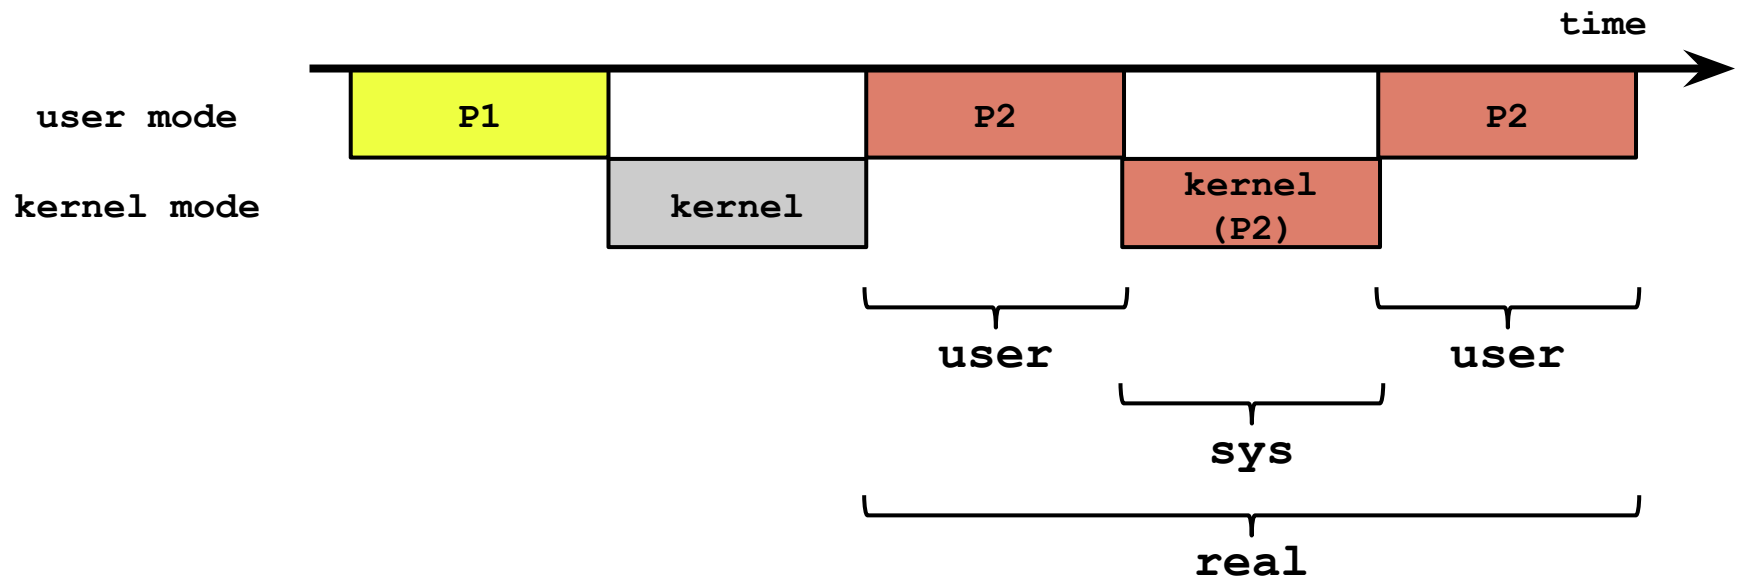 time
user mode
P1
P2
P2
kernel mode
kernel
kernel
(P2)
user
user
sys
real